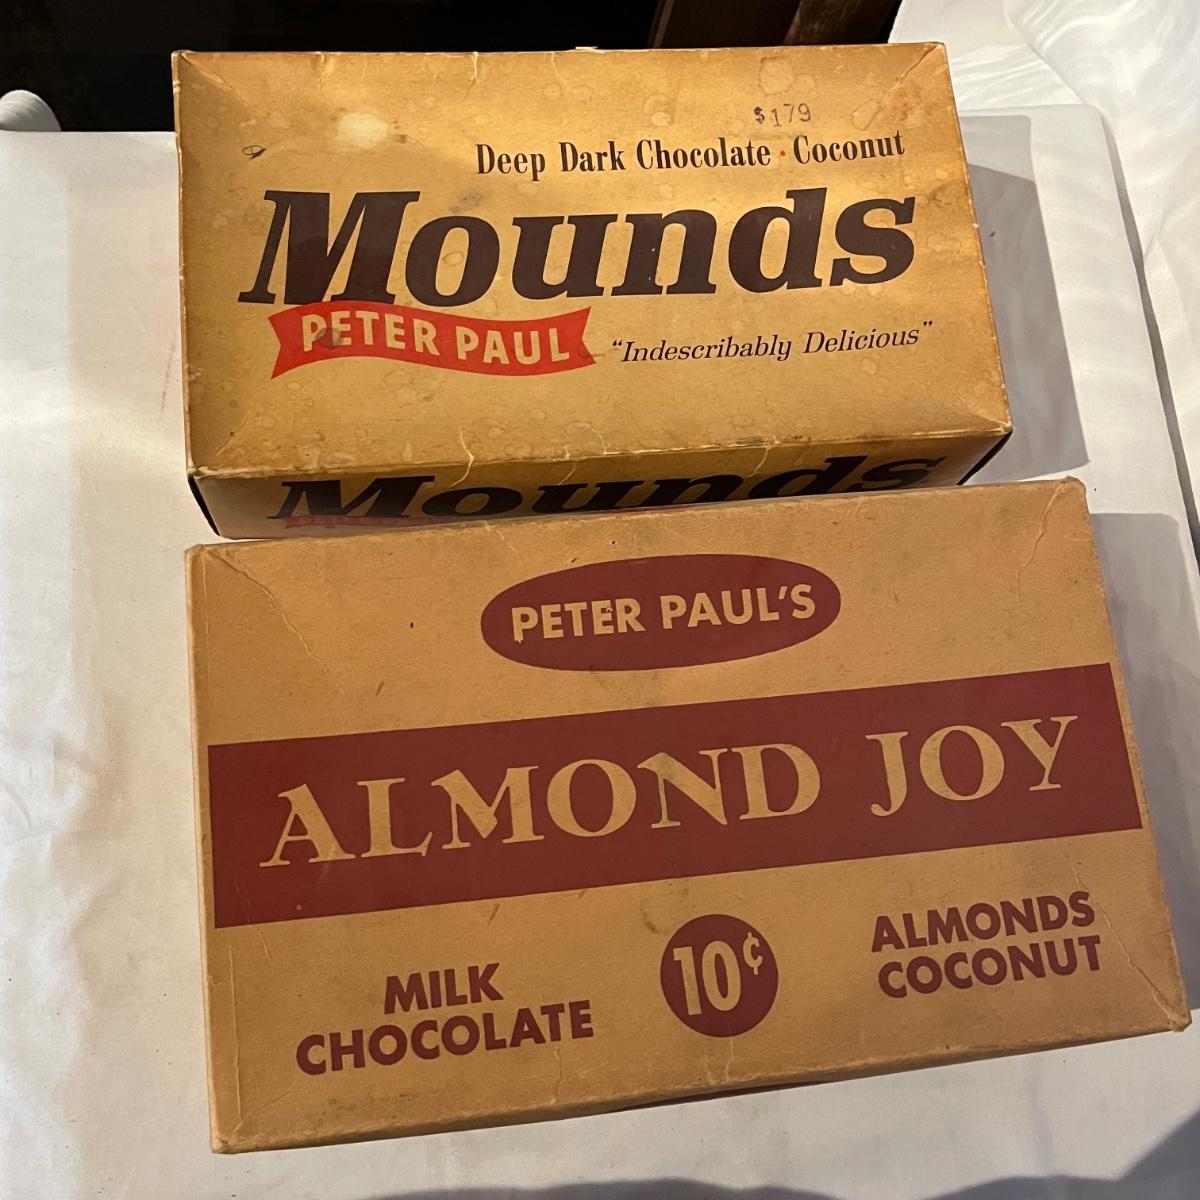 $179
Deep Dark Chocolate · Coconut
Mounds
PETER PAUL
"Indescribably Delicious"
Mounds
PETER PAUL'S
ALMOND JOY
MILK
CHOCOLATE
10¢
ALMONDS
COCONUT